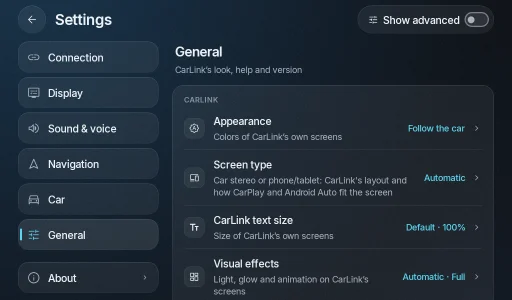 Settings
Show advanced
Connection
Display
Sound & voice
Navigation
Car
General
About
General
CarLink's look, help and version
CARLINK
Appearance
Colors of CarLink's own screens
Follow the car
Screen type
Car stereo or phone/tablet: CarLink's layout and
how CarPlay and Android Auto fit the screen
Automatic
CarLink text size
Size of CarLink's own screens
Default · 100%
Visual effects
Light, glow and animation on CarLink's
screens
Automatic · Full